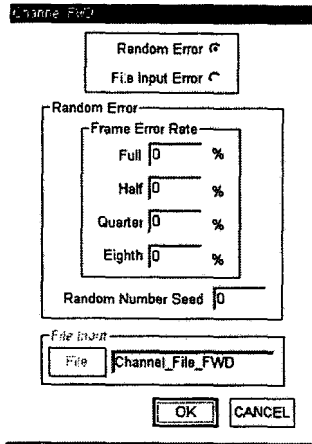 Channel FWD
Random Error
File Input Error
Random Error
Frame Error Rate
Full 0 %
Half 0 %
Quarter 0 %
Eighth 0 %
Random Number Seed 0
File Input
File Channel_File_FWD
OK CANCEL